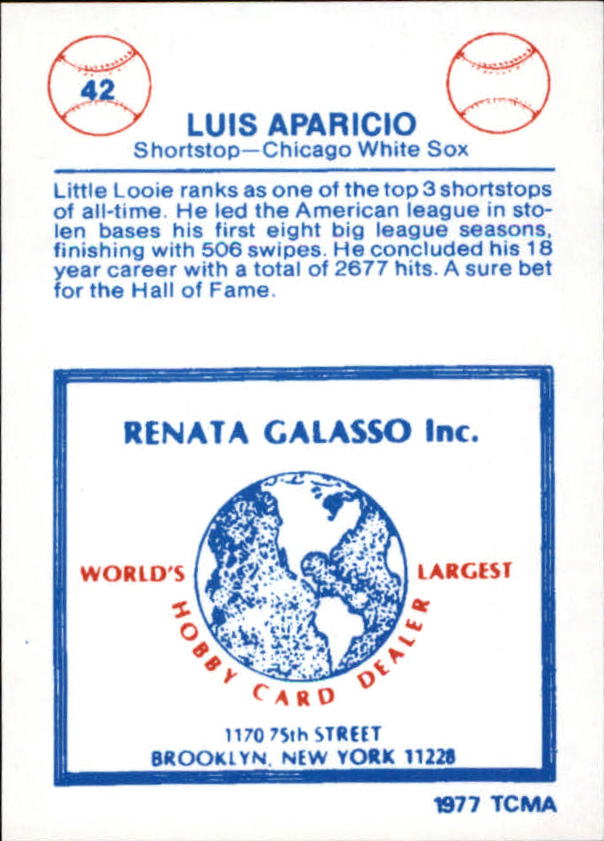 42
LUIS APARICIO
Shortstop—Chicago White Sox
Little Looie ranks as one of the top 3 shortstops
of all-time. He led the American league in sto-
len bases his first eight big league seasons,
finishing with 506 swipes. He concluded his 18
year career with a total of 2677 hits. A sure bet
for the Hall of Fame.
RENATA GALASSO Inc.
WORLD'S LARGEST
HOBBY CARD DEALER
1170 75th STREET
BROOKLYN, NEW YORK 11228
1977 TCMA